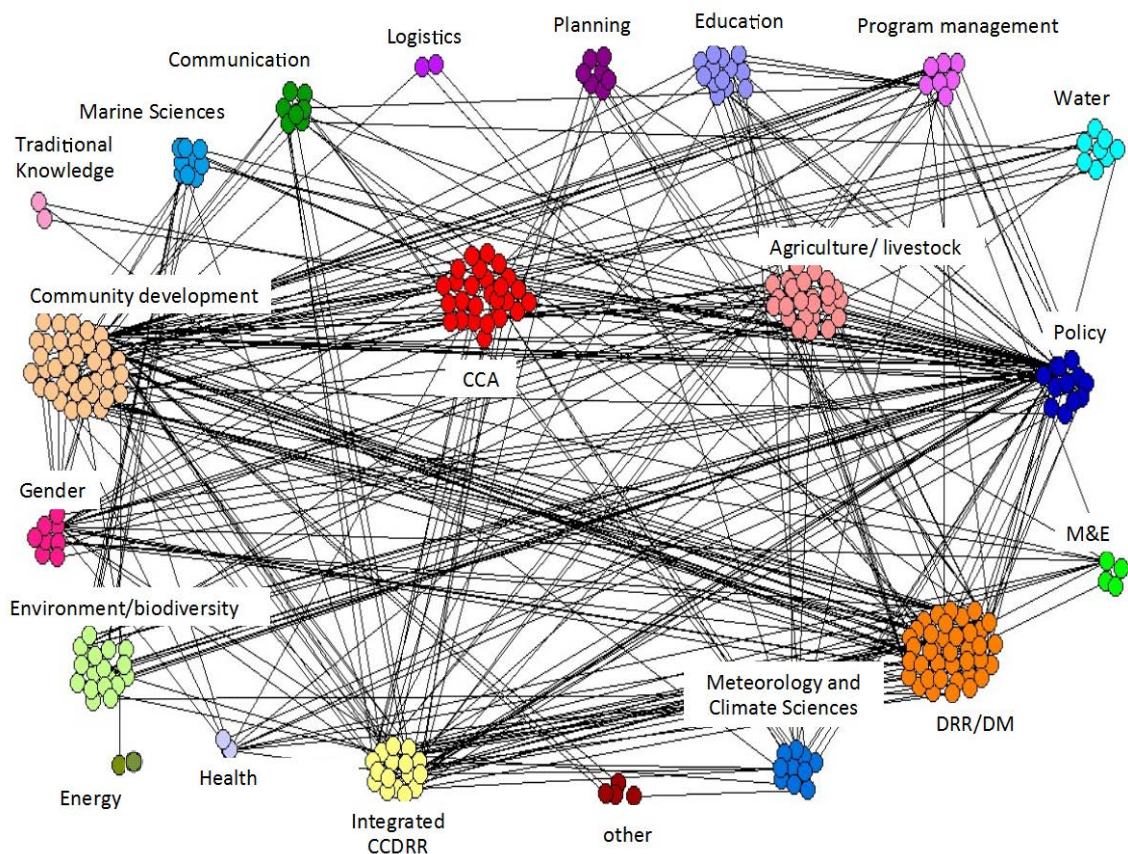 Logistics
Planning
Education
Program management
Communication
Marine Sciences
Water
Traditional
Knowledge
Agriculture/ livestock
Community development
Policy
CCA
Gender
M&E
Environment/biodiversity
Meteorology and
Climate Sciences
DRR/DM
Health
Energy
Integrated
CCDRR
other